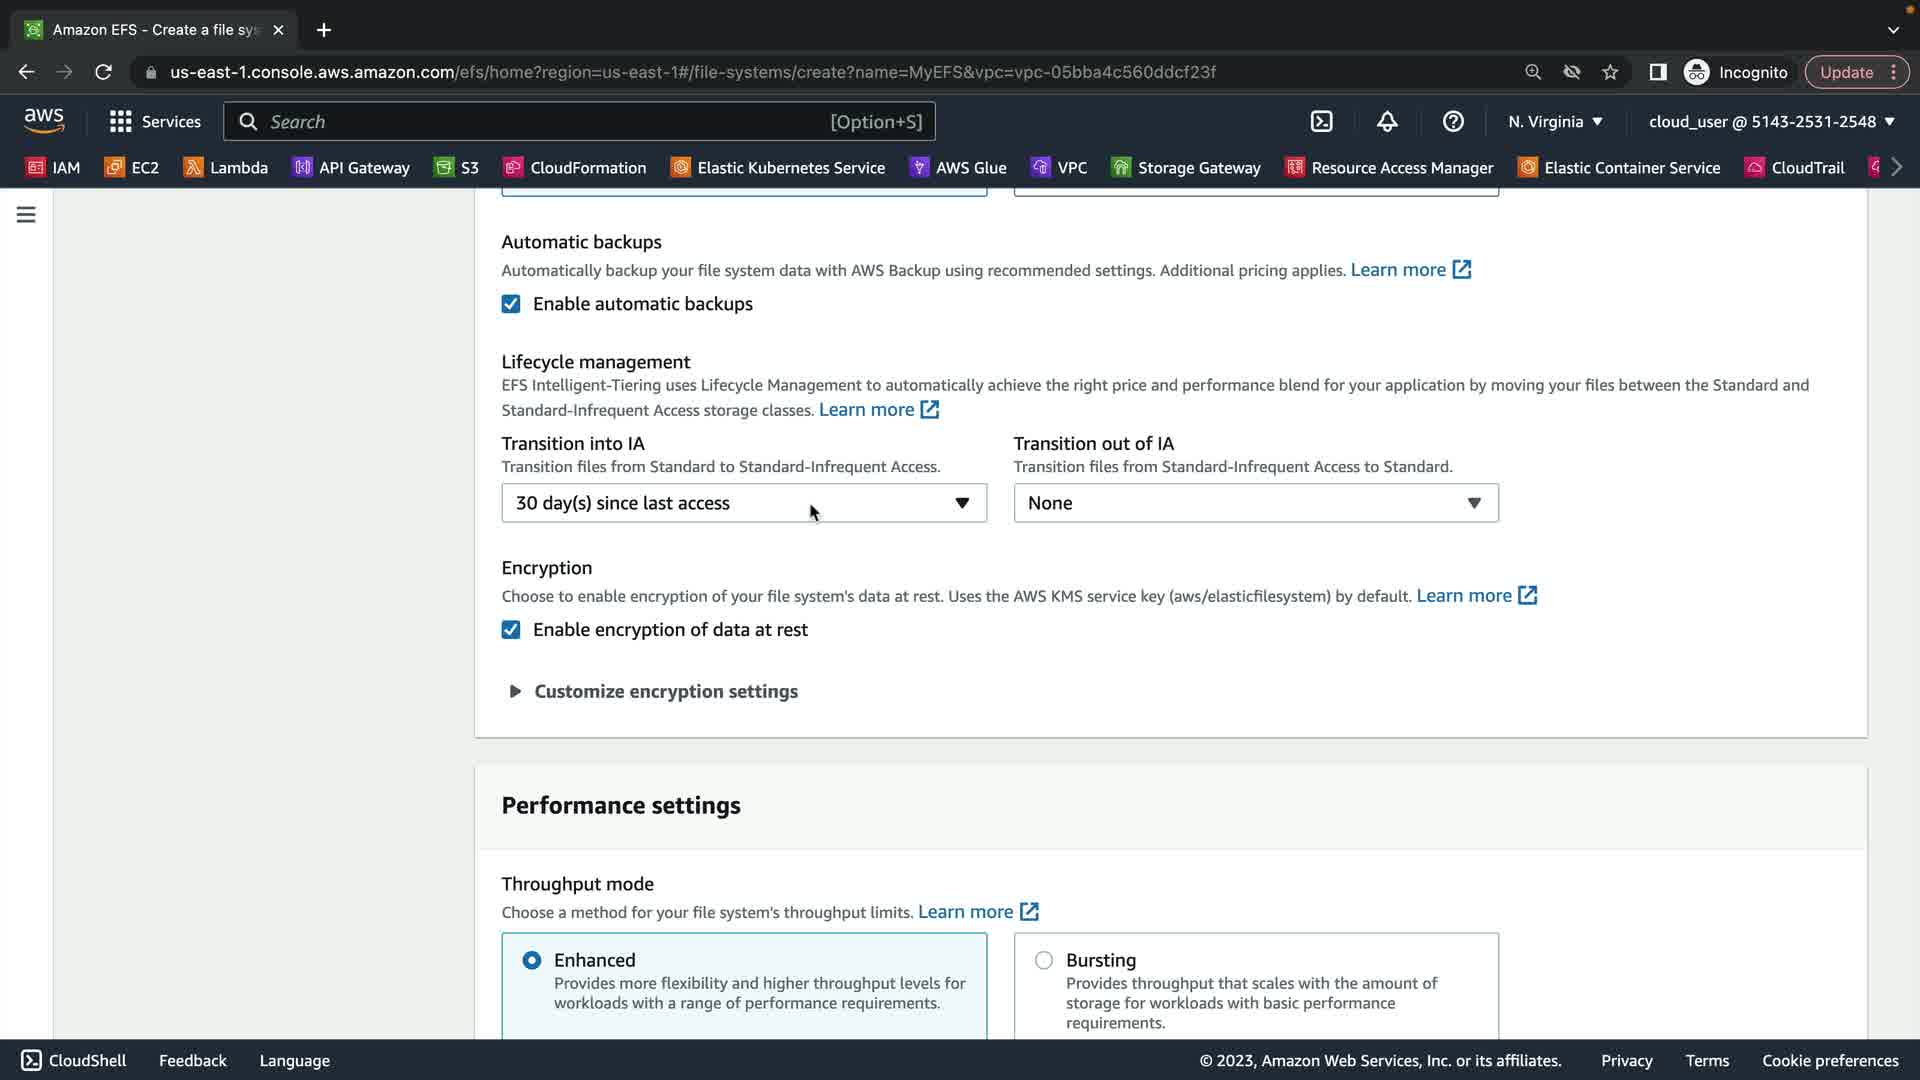 Amazon EFS - Create a file sys
us-east-1.console.aws.amazon.com/efs/home?region=us-east-1#/file-systems/create?name=MyEFS&vpc=vpc-05bba4c560ddcf23f
Incognito
Update
aws
Services
Search
[Option+S]
N. Virginia
cloud_user @ 5143-2531-2548
IAM
EC2
Lambda
API Gateway
S3
CloudFormation
Elastic Kubernetes Service
AWS Glue
VPC
Storage Gateway
Resource Access Manager
Elastic Container Service
CloudTrail
Automatic backups
Automatically backup your file system data with AWS Backup using recommended settings. Additional pricing applies. Learn more
Enable automatic backups
Lifecycle management
EFS Intelligent-Tiering uses Lifecycle Management to automatically achieve the right price and performance blend for your application by moving your files between the Standard and
Standard-Infrequent Access storage classes. Learn more
Transition into IA
Transition files from Standard to Standard-Infrequent Access.
30 day(s) since last access
Transition out of IA
Transition files from Standard-Infrequent Access to Standard.
None
Encryption
Choose to enable encryption of your file system's data at rest. Uses the AWS KMS service key (aws/elasticfilesystem) by default. Learn more
Enable encryption of data at rest
Customize encryption settings
Performance settings
Throughput mode
Choose a method for your file system's throughput limits. Learn more
Enhanced
Provides more flexibility and higher throughput levels for
workloads with a range of performance requirements.
Bursting
Provides throughput that scales with the amount of
storage for workloads with basic performance
requirements.
CloudShell
Feedback
Language
© 2023, Amazon Web Services, Inc. or its affiliates.
Privacy
Terms
Cookie preferences